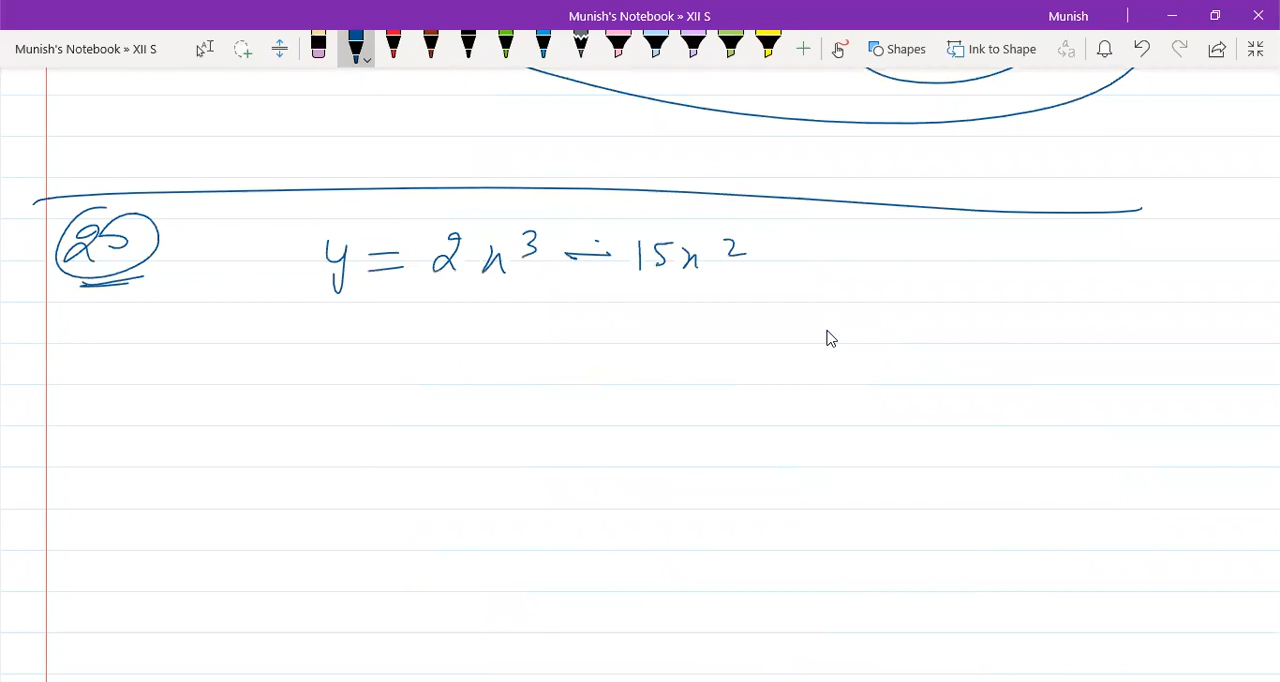 Munish's Notebook » XII S
Munish
Munish's Notebook » XII S
Shapes
Ink to Shape
25
y = 2x³ - 15x²